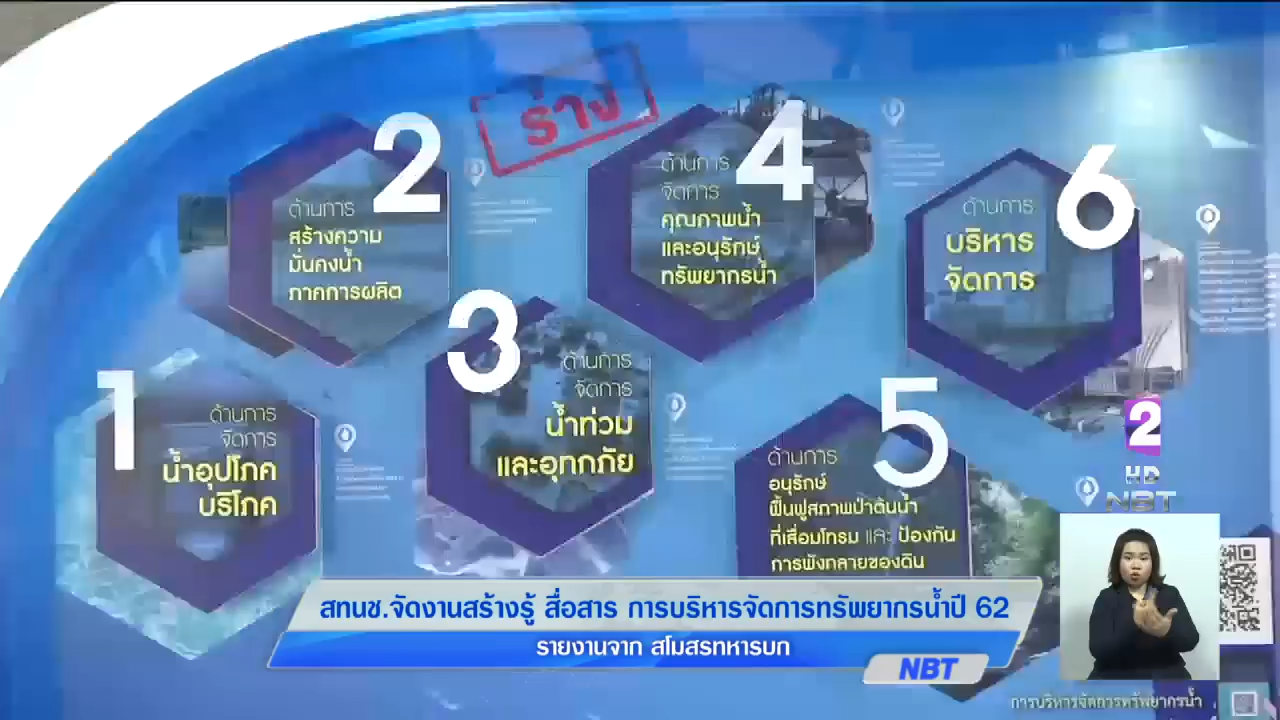 ร่าง
1
ด้านการ
จัดการ
น้ำอุปโภค
บริโภค
2
ด้านการ
สร้างความ
มั่นคงน้ำ
ภาคการผลิต
3
ด้านการ
จัดการ
น้ำท่วม
และอุทกภัย
4
ด้านการ
จัดการ
คุณภาพน้ำ
และอนุรักษ์
ทรัพยากรน้ำ
5
ด้านการ
อนุรักษ์
ฟื้นฟูสภาพป่าต้นน้ำ
ที่เสื่อมโทรม และ ป้องกัน
การพังทลายของดิน
6
ด้านการ
บริหาร
จัดการ
2
HD
NBT
สทนช.จัดงานสร้างรู้ สื่อสาร การบริหารจัดการทรัพยากรน้ำปี 62
รายงานจาก สโมสรทหารบก
NBT
การบริหารจัดการทรัพยากรน้ำ